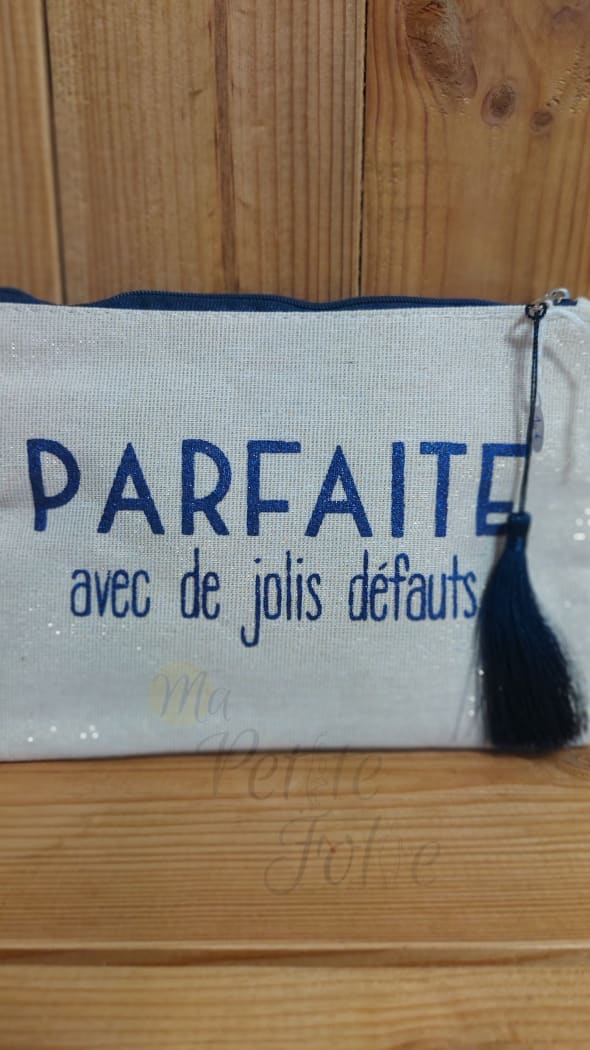 PARFAITE
avec de jolis défauts
Ma
Petite
Folie